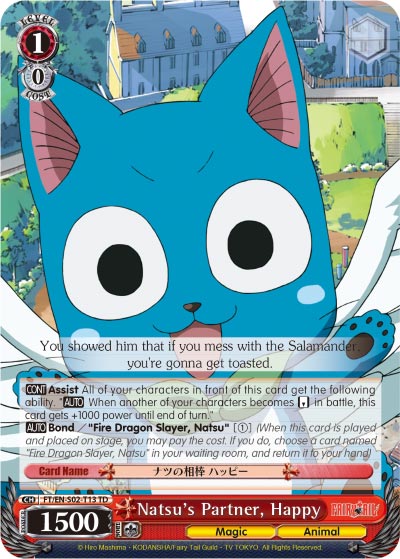 LEVEL
1
0
COST
You showed him that if you mess with the Salamander,
you're gonna get toasted.
CONT Assist All of your characters in front of this card get the following
ability. "AUTO When another of your characters becomes in battle, this
card gets +1000 power until end of turn."
AUTO Bond ／"Fire Dragon Slayer, Natsu" [①] (When this card is played
and placed on stage, you may pay the cost. If you do, choose a card named
"Fire Dragon Slayer, Natsu" in your waiting room, and return it to your hand)
Card Name ナツの相棒 ハッピー
CH FT/EN-S02-T13 TD
POWER 1500 Natsu's Partner, Happy FAIRY TAIL
Magic Animal
© Hiro Mashima・KODANSHA/Fairy Tail Guild・TV TOKYO All Rights Reserved.